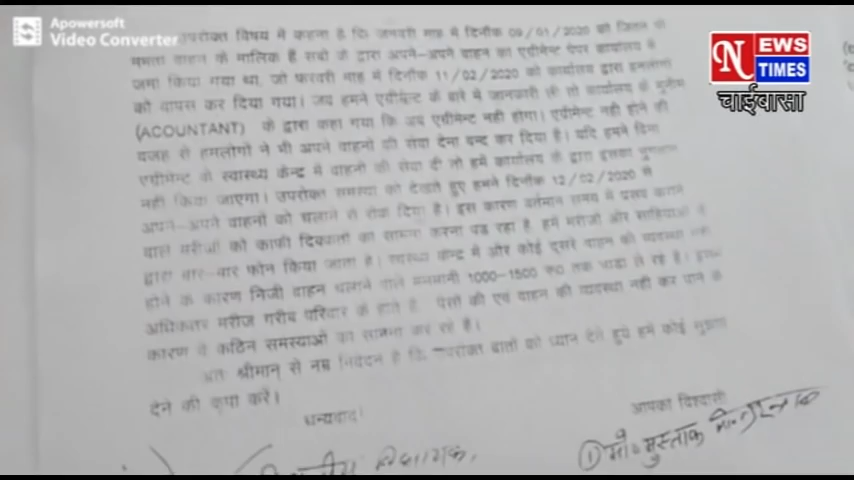 Apowersoft
Video Converter
NEWS
TIMES
चाईबासा
उपरोक्त विषय में कहना है कि जनवरी माह में दिनाँक 09/01/2020 को जितने भी
ममता वाहन के मालिक हैं सबों के द्वारा अपने-अपने वाहन का एग्रीमेन्ट पेपर कार्यालय में
जमा किया गया था, जो फरवरी माह में दिनाँक 11/02/2020 को कार्यालय द्वारा हमलोगों
को वापस कर दिया गया। जब हमने एग्रीमेन्ट के बारे में जानकारी ली तो कार्यालय के मुनीम
(ACOUNTANT) के द्वारा कहा गया कि अब एग्रीमेन्ट नही होगा। एग्रीमेन्ट नही होने की
वजह से हमलोगों ने भी अपने वाहनों की सेवा देना बन्द कर दिया है। यदि हमने बिना
एग्रीमेन्ट के स्वास्थ्य केन्द्र में वाहनों की सेवा दी तो हमें कार्यालय के द्वारा इसका भुगतान
नही किया जाएगा। उपरोक्त समस्या को देखते हुए हमने दिनाँक 12/02/2020 से
अपने-अपने वाहनों को चलाने से रोक दिया है। इस कारण वर्तमान समय में प्रसव कराने
वाले मरीजों को काफी दिक्कतों का सामना करना पड़ रहा है, हमें मरीजों और सहियाओं के
द्वारा बार-बार फोन किया जाता है। स्वास्थ्य केन्द्र में और कोई दूसरे वाहन की व्यवस्था नही
होने के कारण निजी वाहन चलाने वाले मनमानी 1000-1500 रू0 तक भाड़ा ले रहे है।
अधिकतर मरीज गरीब परिवार के होते है, पैसों की एवं वाहन की व्यवस्था नही कर पाने के
कारण वे कठिन समस्याओं का सामना कर रहे हैं।
अतः श्रीमान् से नम्र निवेदन है कि उपरोक्त बातों को ध्यान देते हुये हमें कोई सुझाव
देने की कृपा करें।
धन्यवाद!
आपका विश्वासी
① मो० मुस्ताक